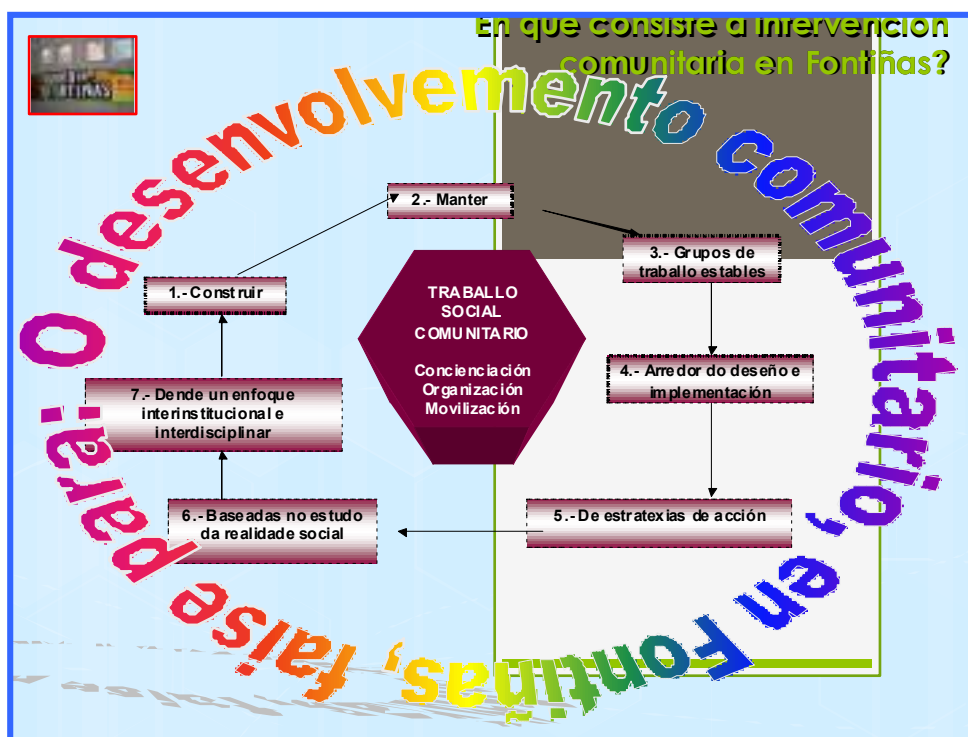 En que consiste a intervención
comunitaria en Fontiñas?
O desenvolvemento comunitario, en Fontiñas, faise para:
1.- Construir
2.- Manter
3.- Grupos de
traballo estables
4.- Arredor do deseño e
implementación
5.- De estratexias de acción
6.- Baseadas no estudo
da realidade social
7.- Dende un enfoque
interinstitucional e
interdisciplinar
TRABALLO
SOCIAL
COMUNITARIO
Concienciación
Organización
Movilización